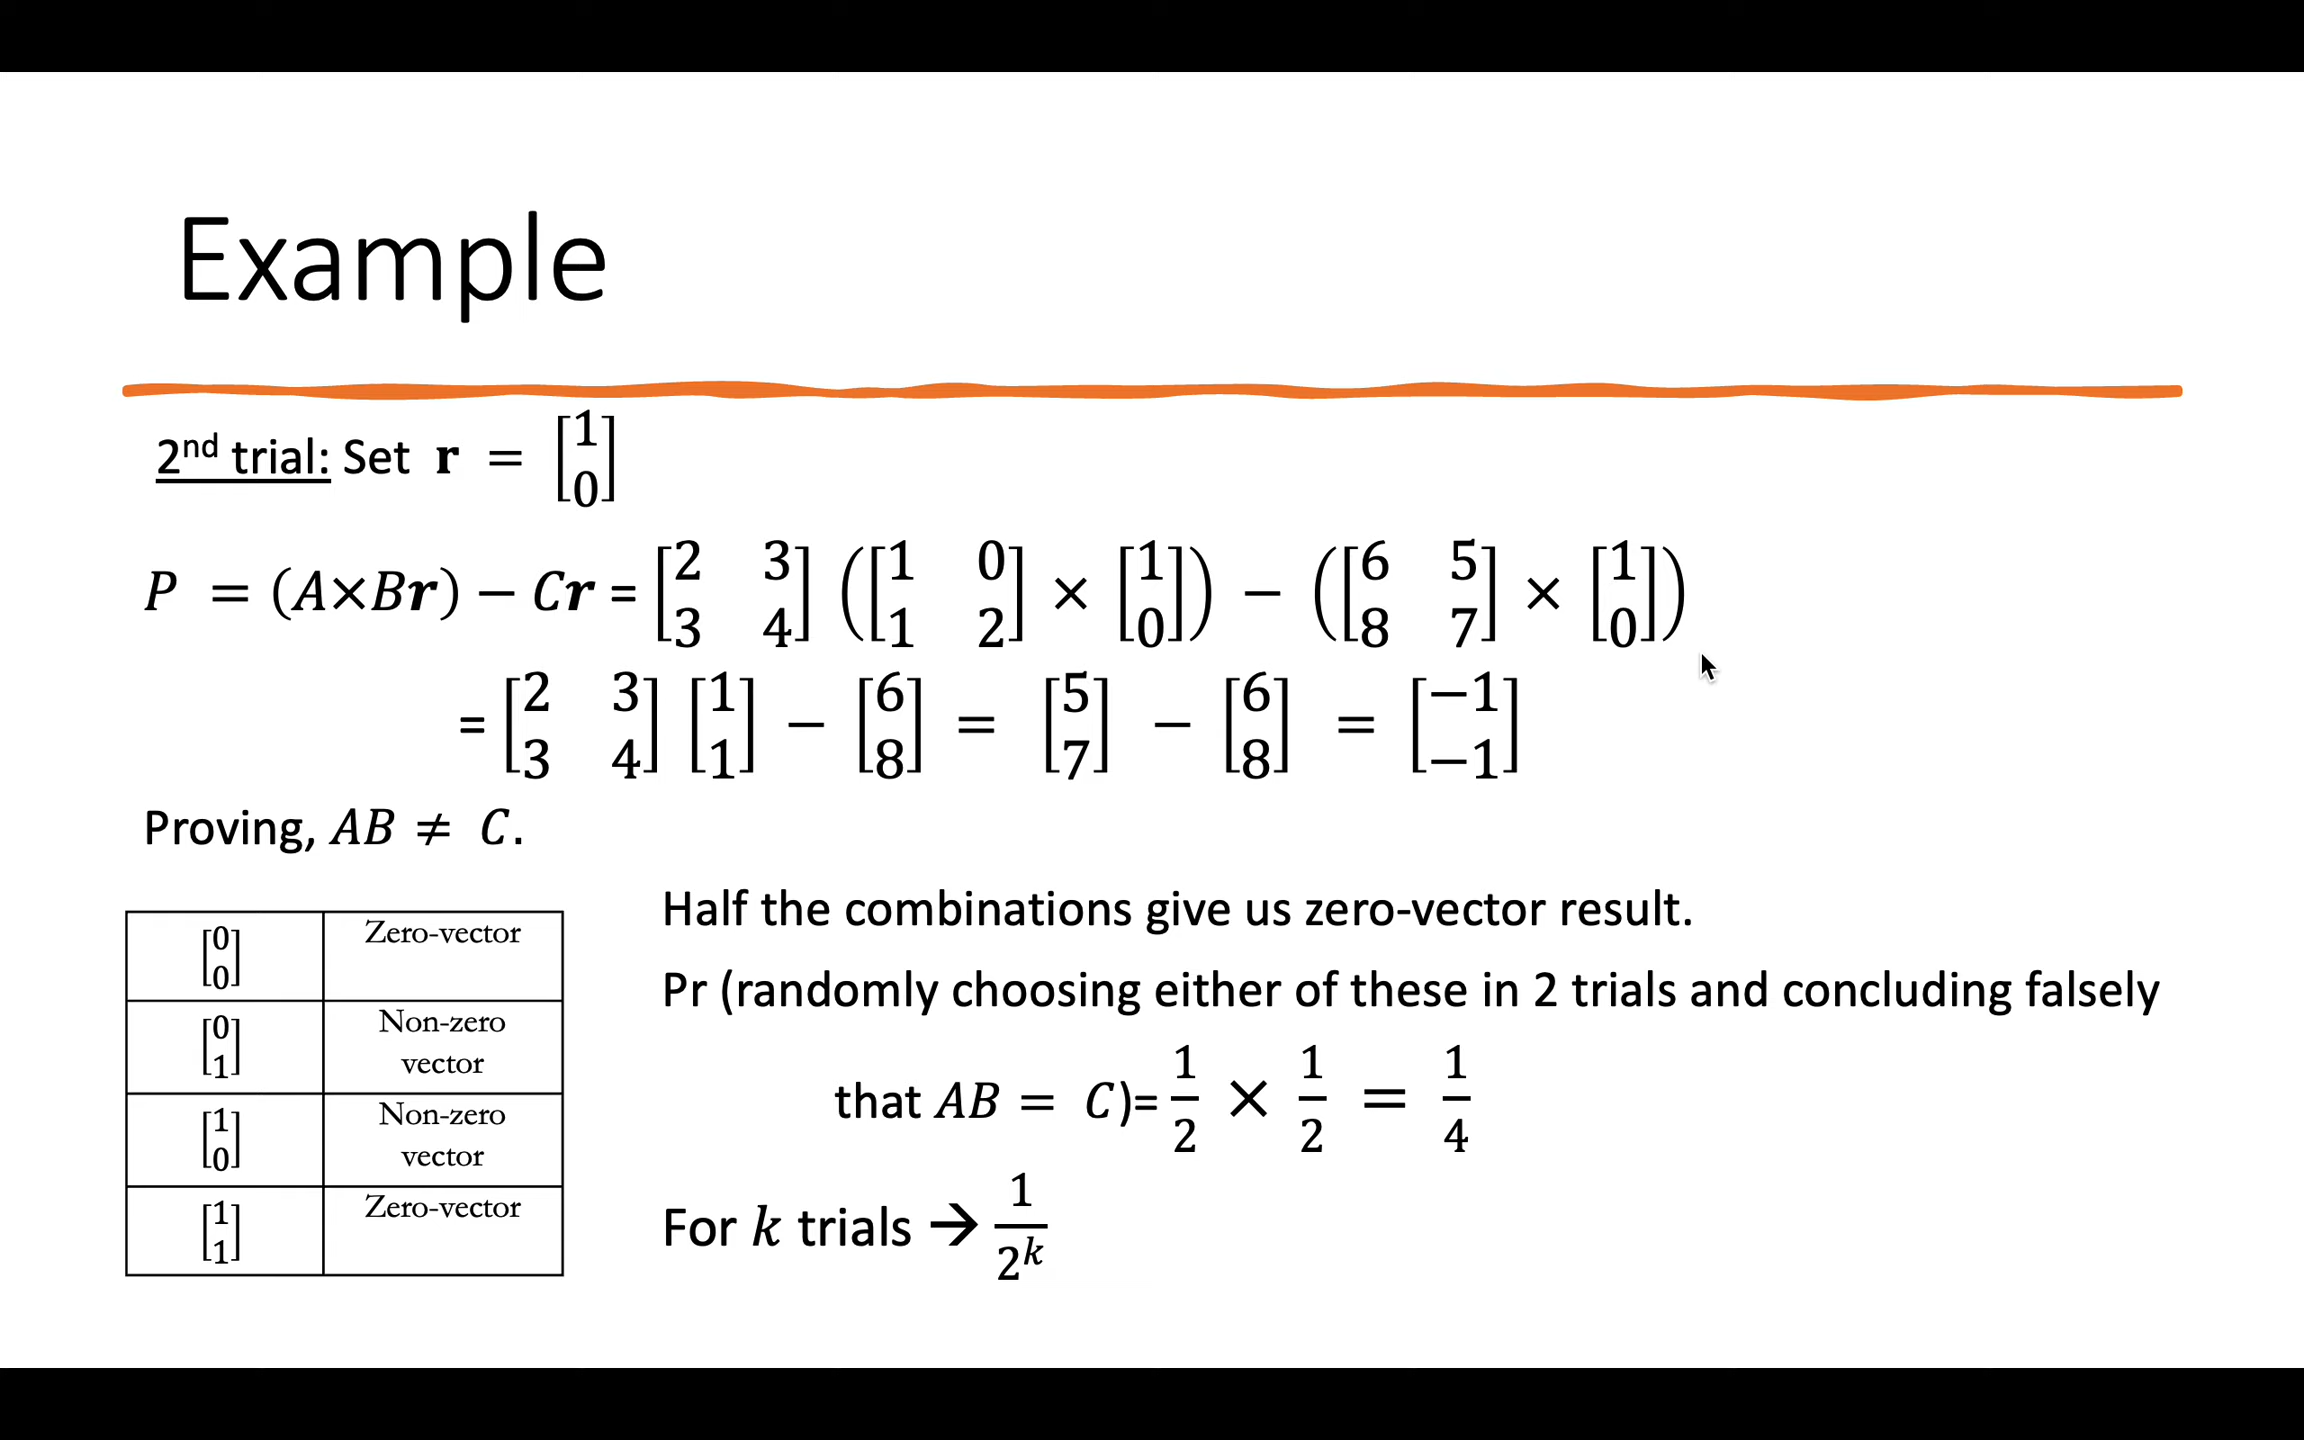 Example
2nd trial: Set r = [1 0]
P = (A×Br) − Cr = [2 3 3 4] ([1 0 1 2] × [1 0]) − ([6 5 8 7] × [1 0])
= [2 3 3 4] [1 1] − [6 8] = [5 7] − [6 8] = [−1 −1]
Proving, AB ≠ C.
[0 0] Zero-vector
[0 1] Non-zero vector
[1 0] Non-zero vector
[1 1] Zero-vector
Half the combinations give us zero-vector result.
Pr (randomly choosing either of these in 2 trials and concluding falsely
that AB = C)= 1/2 × 1/2 = 1/4
For k trials → 1/2^k